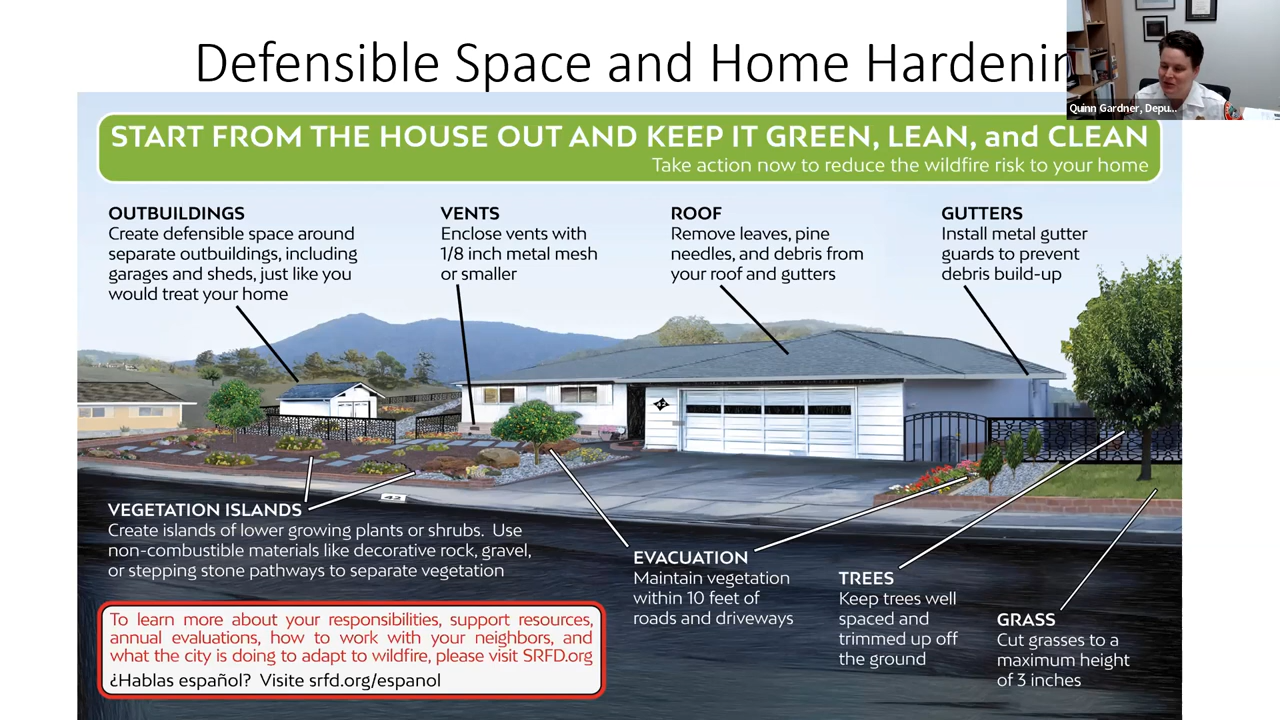 Defensible Space and Home Hardenin
Quinn Gardner, Depu...
START FROM THE HOUSE OUT AND KEEP IT GREEN, LEAN, and CLEAN
Take action now to reduce the wildfire risk to your home
OUTBUILDINGS
Create defensible space around
separate outbuildings, including
garages and sheds, just like you
would treat your home
VENTS
Enclose vents with
1/8 inch metal mesh
or smaller
ROOF
Remove leaves, pine
needles, and debris from
your roof and gutters
GUTTERS
Install metal gutter
guards to prevent
debris build-up
42
42
VEGETATION ISLANDS
Create islands of lower growing plants or shrubs. Use
non-combustible materials like decorative rock, gravel,
or stepping stone pathways to separate vegetation
EVACUATION
Maintain vegetation
within 10 feet of
roads and driveways
TREES
Keep trees well
spaced and
trimmed up off
the ground
GRASS
Cut grasses to a
maximum height
of 3 inches
To learn more about your responsibilities, support resources,
annual evaluations, how to work with your neighbors, and
what the city is doing to adapt to wildfire, please visit SRFD.org
¿Hablas español? Visite srfd.org/espanol